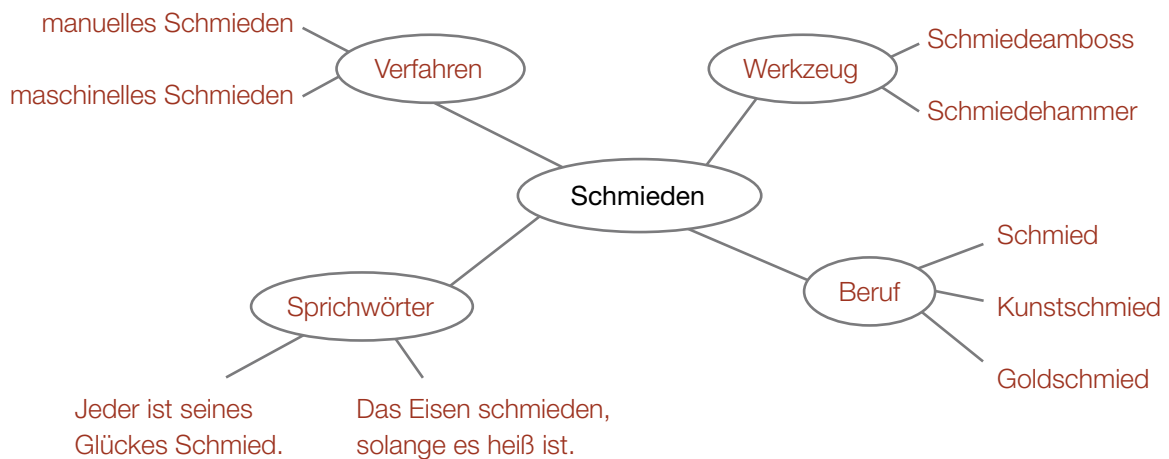 manuelles Schmieden
maschinelles Schmieden
Verfahren
Werkzeug
Schmiedeamboss
Schmiedehammer
Schmieden
Sprichwörter
Jeder ist seines
Glückes Schmied.
Das Eisen schmieden,
solange es heiß ist.
Beruf
Schmied
Kunstschmied
Goldschmied